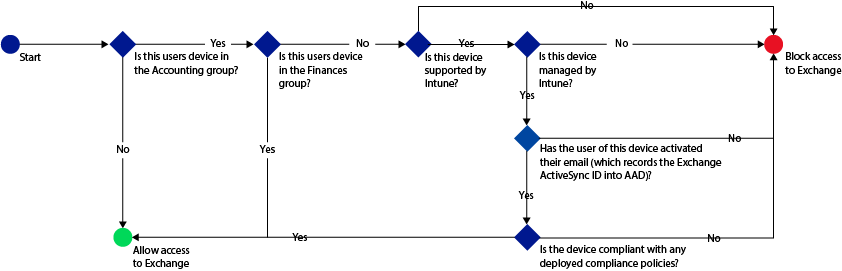 No
Start
Yes
No
Yes
No
Is this users device in
the Accounting group?
Is this users device
in the Finances
group?
Is this device
supported by
Intune?
Is this device
managed by
Intune?
Block access
to Exchange
Yes
No
Yes
No
Has the user of this device activated
their email (which records the Exchange
ActiveSync ID into AAD)?
Yes
Yes
No
Allow access
to Exchange
Is the device compliant with any
deployed compliance policies?